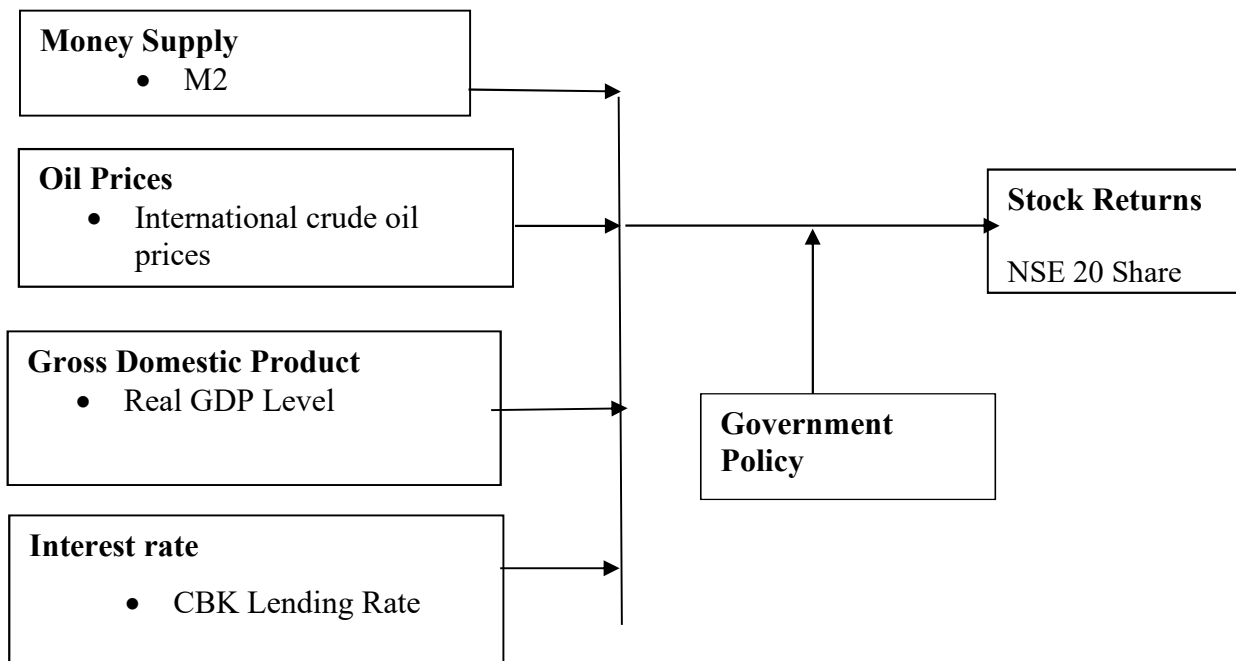 Money Supply
• M2
Oil Prices
• International crude oil
prices
Gross Domestic Product
• Real GDP Level
Interest rate
• CBK Lending Rate
Government
Policy
Stock Returns
NSE 20 Share